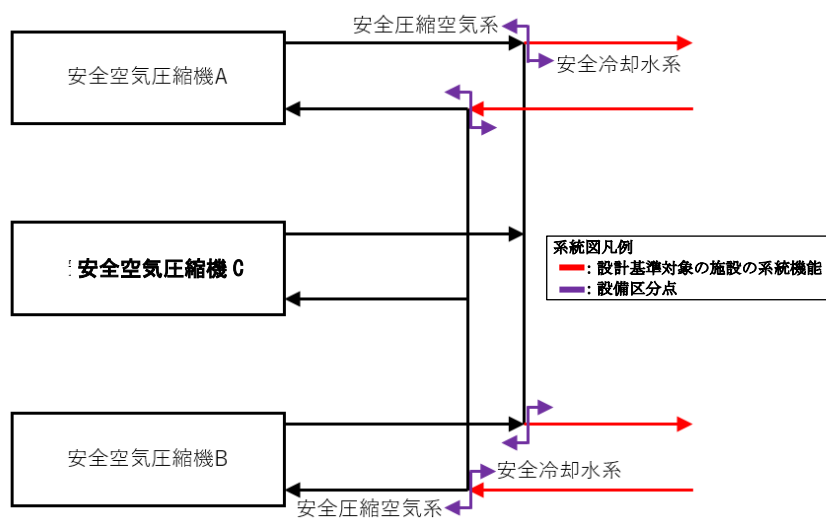 安全圧縮空気系
安全空気圧縮機A
安全冷却水系
安全空気圧縮機 C
系統図凡例
: 設計基準対象の施設の系統機能
: 設備区分点
安全空気圧縮機B
安全冷却水系
安全圧縮空気系